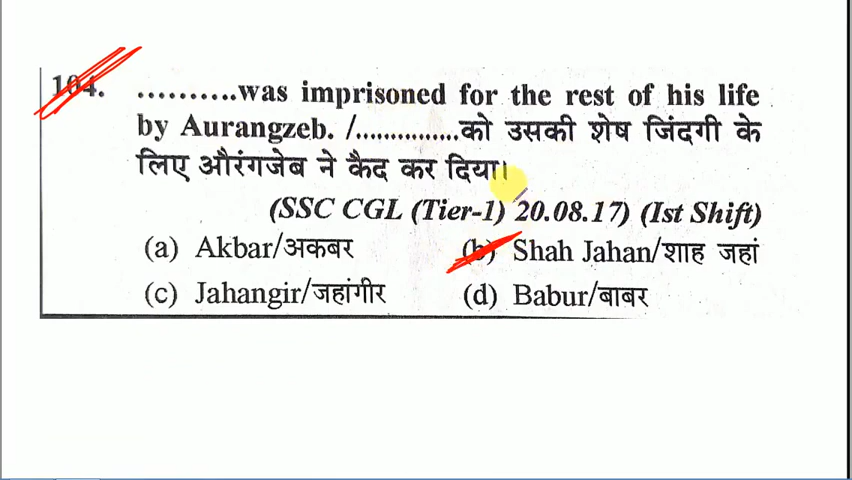 104. ..........was imprisoned for the rest of his life
by Aurangzeb. /...............को उसकी शेष जिंदगी के
लिए औरंगजेब ने कैद कर दिया।
(SSC CGL (Tier-1) 20.08.17) (Ist Shift)
(a) Akbar/अकबर (b) Shah Jahan/शाह जहां
(c) Jahangir/जहांगीर (d) Babur/बाबर